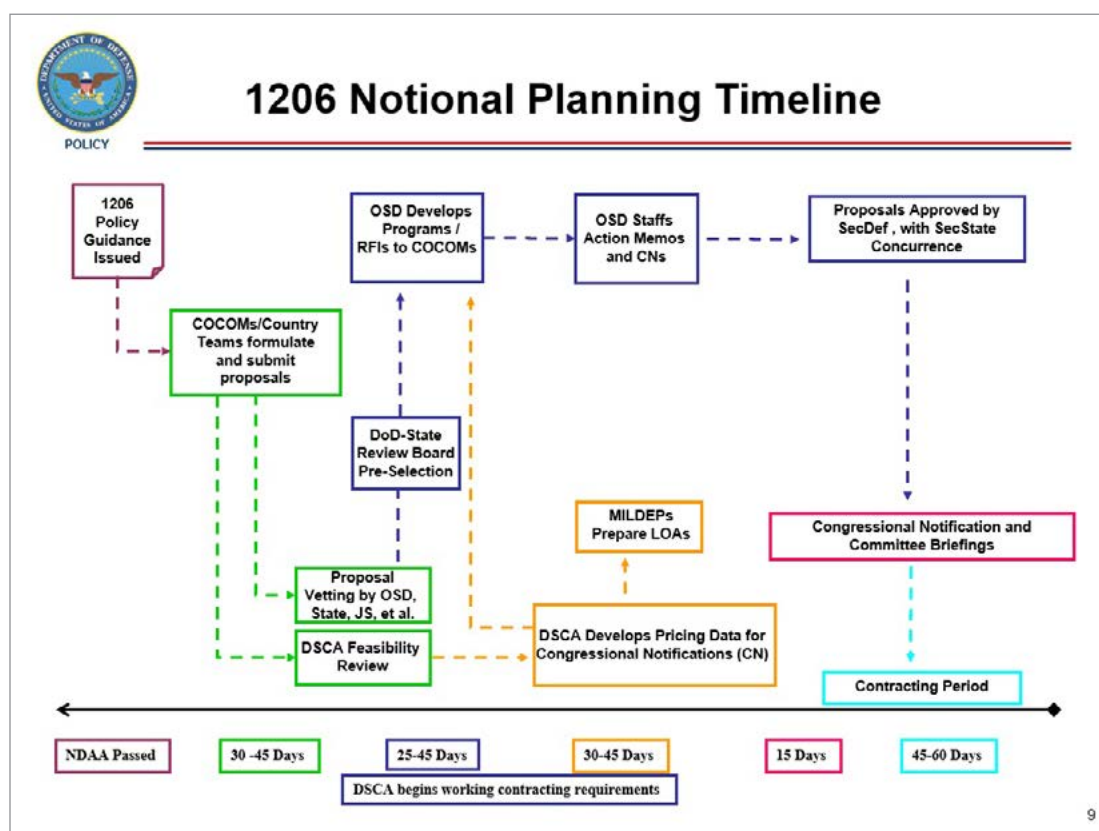 DEPARTMENT OF DEFENSE
UNITED STATES OF AMERICA
POLICY
1206 Notional Planning Timeline
1206
Policy
Guidance
Issued
OSD Develops
Programs /
RFIs to COCOMs
OSD Staffs
Action Memos
and CNs
Proposals Approved by
SecDef , with SecState
Concurrence
COCOMs/Country
Teams formulate
and submit
proposals
DoD-State
Review Board
Pre-Selection
MILDEPs
Prepare LOAs
Congressional Notification and
Committee Briefings
Proposal
Vetting by OSD,
State, JS, et al.
DSCA Feasibility
Review
DSCA Develops Pricing Data for
Congressional Notifications (CN)
Contracting Period
NDAA Passed
30 -45 Days
25-45 Days
30-45 Days
15 Days
45-60 Days
DSCA begins working contracting requirements
9